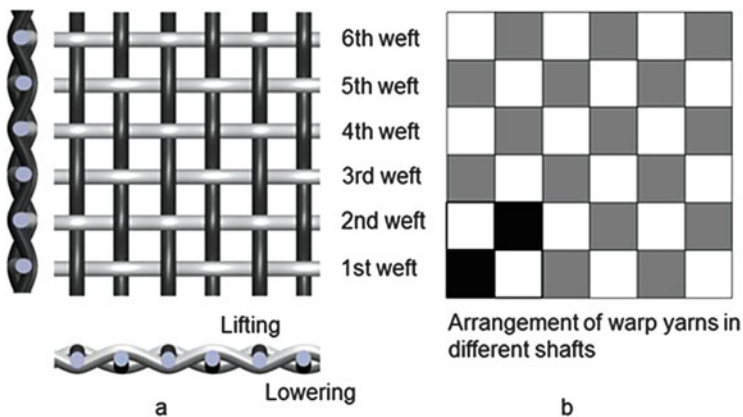 6th weft
5th weft
4th weft
3rd weft
2nd weft
1st weft
Lifting
Lowering
a
Arrangement of warp yarns in
different shafts
b